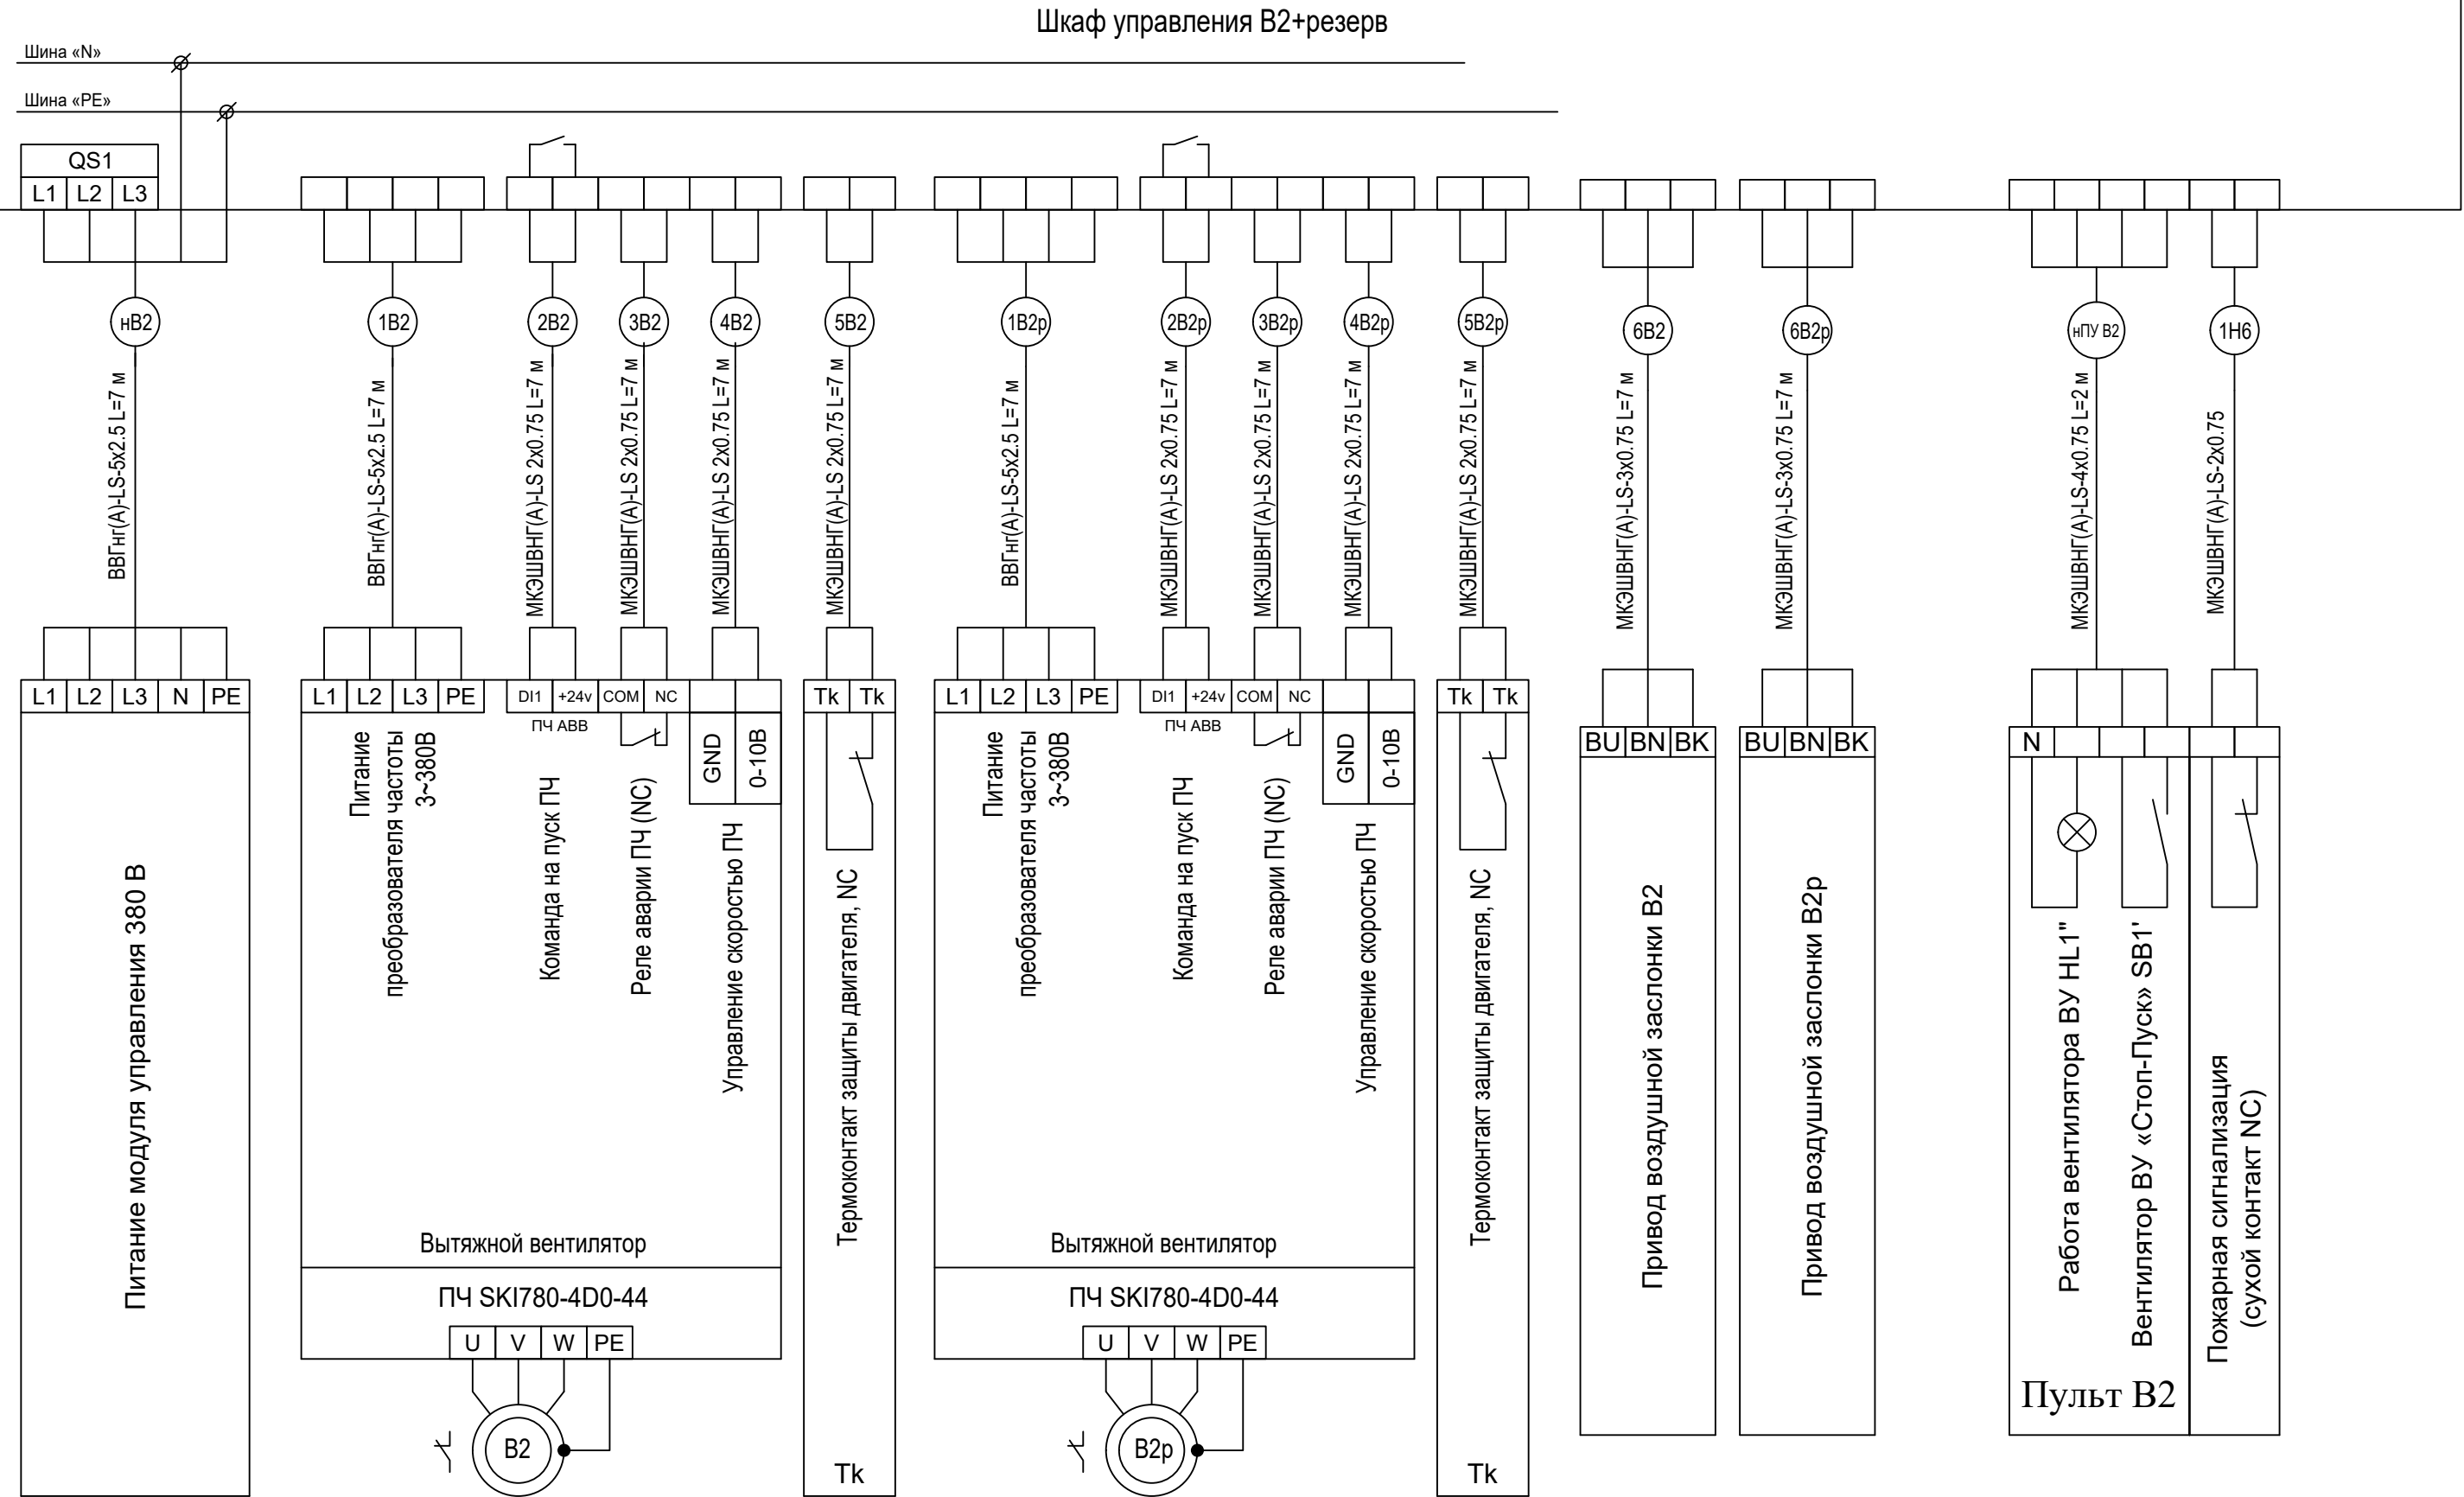 Шкаф управления В2+резерв
Шина «N»
Шина «PE»
QS1
L1 L2 L3
нВ2 1В2 2В2 3В2 4В2 5В2 1В2р 2В2р 3В2р 4В2р 5В2р 6В2 6В2р нПУ В2 1Н6
ВВГнг(А)-LS-5х2.5 L=7 м
ВВГнг(А)-LS-5х2.5 L=7 м
МКЭШВНГ(А)-LS 2х0.75 L=7 м
МКЭШВНГ(А)-LS 2х0.75 L=7 м
МКЭШВНГ(А)-LS 2х0.75 L=7 м
МКЭШВНГ(А)-LS 2х0.75 L=7 м
ВВГнг(А)-LS-5х2.5 L=7 м
МКЭШВНГ(А)-LS 2х0.75 L=7 м
МКЭШВНГ(А)-LS 2х0.75 L=7 м
МКЭШВНГ(А)-LS 2х0.75 L=7 м
МКЭШВНГ(А)-LS 2х0.75 L=7 м
МКЭШВНГ(А)-LS-3х0.75 L=7 м
МКЭШВНГ(А)-LS-3х0.75 L=7 м
МКЭШВНГ(А)-LS-4х0.75 L=2 м
МКЭШВНГ(А)-LS-2х0.75
L1 L2 L3 N PE
Питание модуля управления 380 В
L1 L2 L3 PE
Питание
преобразователя частоты
3~380В
DI1 +24v COM NC
ПЧ АВВ
GND
0-10В
Команда на пуск ПЧ
Реле аварии ПЧ (NC)
Управление скоростью ПЧ
Вытяжной вентилятор
ПЧ SKI780-4D0-44
U V W PE
В2
Tk Tk
Термоконтакт защиты двигателя, NC
Tk
L1 L2 L3 PE
Питание
преобразователя частоты
3~380В
DI1 +24v COM NC
ПЧ АВВ
GND
0-10В
Команда на пуск ПЧ
Реле аварии ПЧ (NC)
Управление скоростью ПЧ
Вытяжной вентилятор
ПЧ SKI780-4D0-44
U V W PE
В2р
Tk Tk
Термоконтакт защиты двигателя, NC
Tk
BU BN BK
Привод воздушной заслонки В2
BU BN BK
Привод воздушной заслонки В2р
N
Работа вентилятора ВУ HL1"
Вентилятор ВУ «Стоп-Пуск» SB1'
Пульт В2
Пожарная сигнализация
(сухой контакт NC)